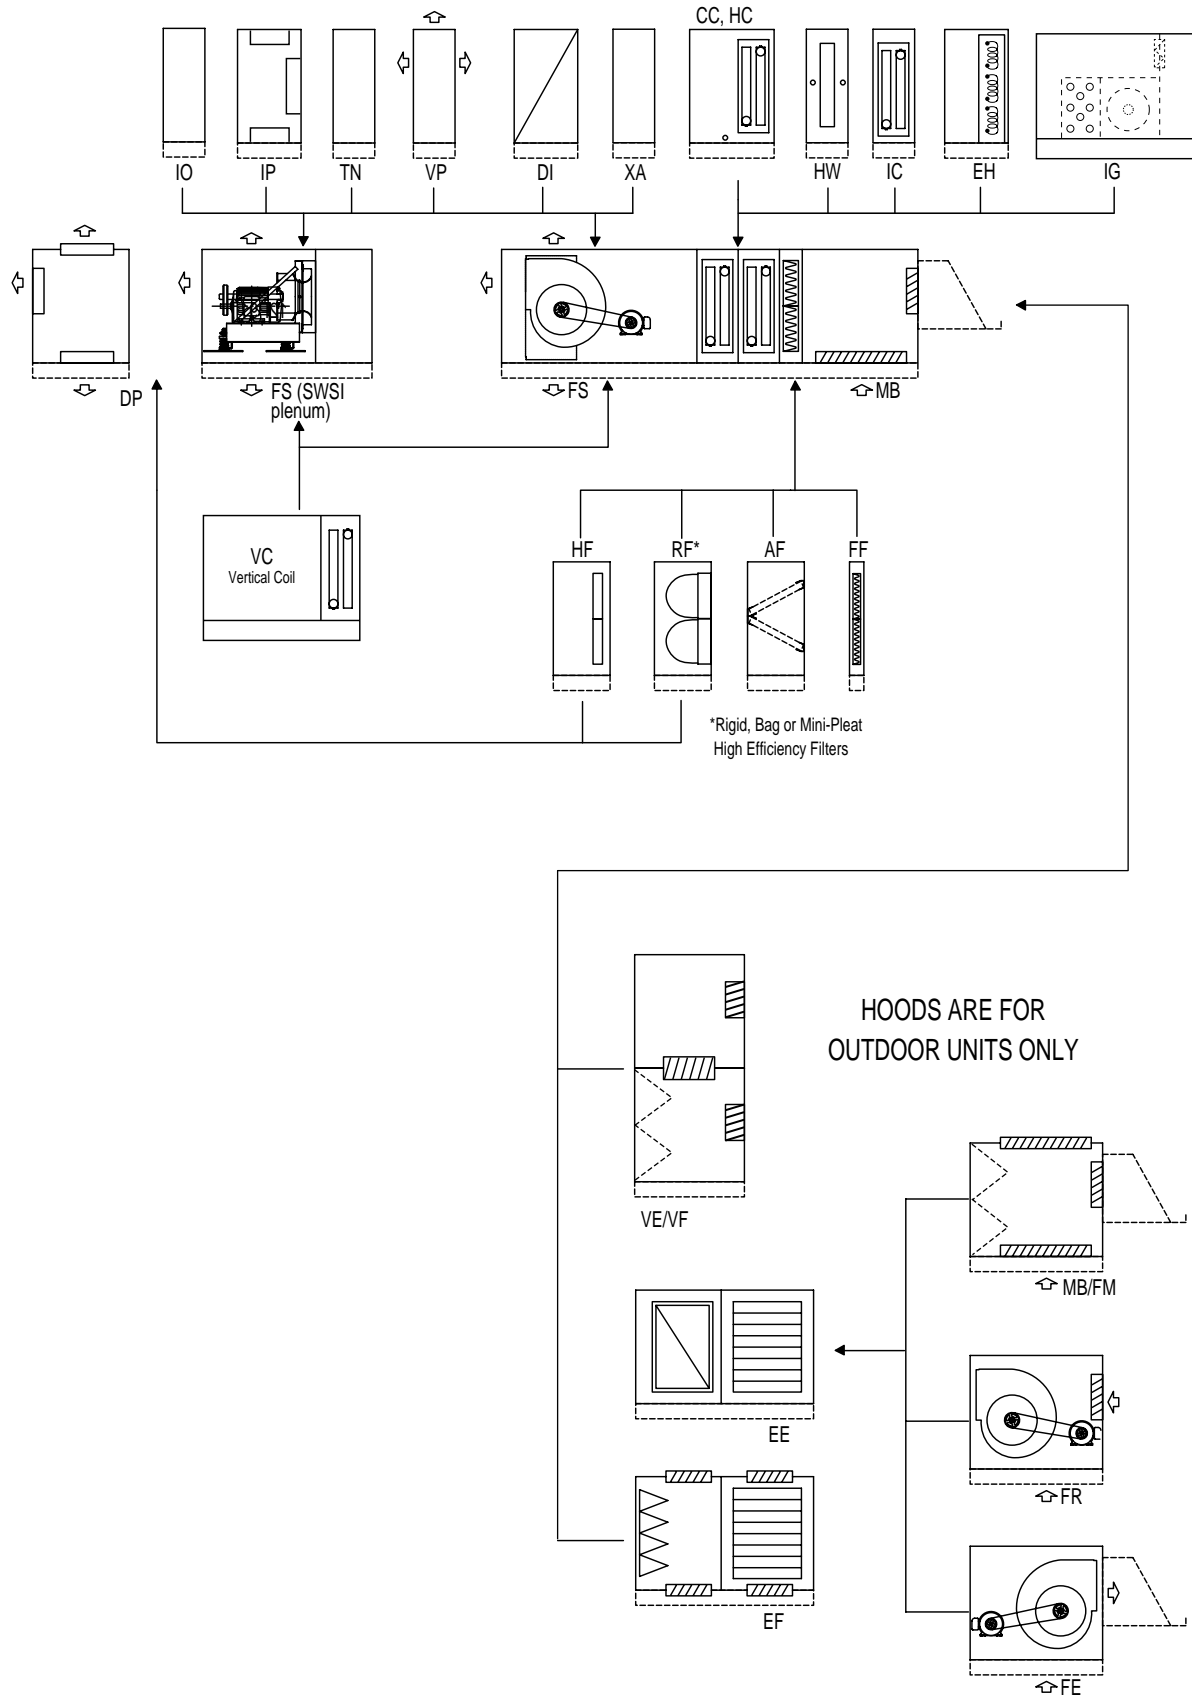 CC, HC
IO
IP
TN
VP
DI
XA
HW
IC
EH
IG
DP
FS (SWSI
plenum)
FS
MB
VC
Vertical Coil
HF
RF*
AF
FF
*Rigid, Bag or Mini-Pleat
High Efficiency Filters
HOODS ARE FOR
OUTDOOR UNITS ONLY
VE/VF
MB/FM
EE
FR
EF
FE